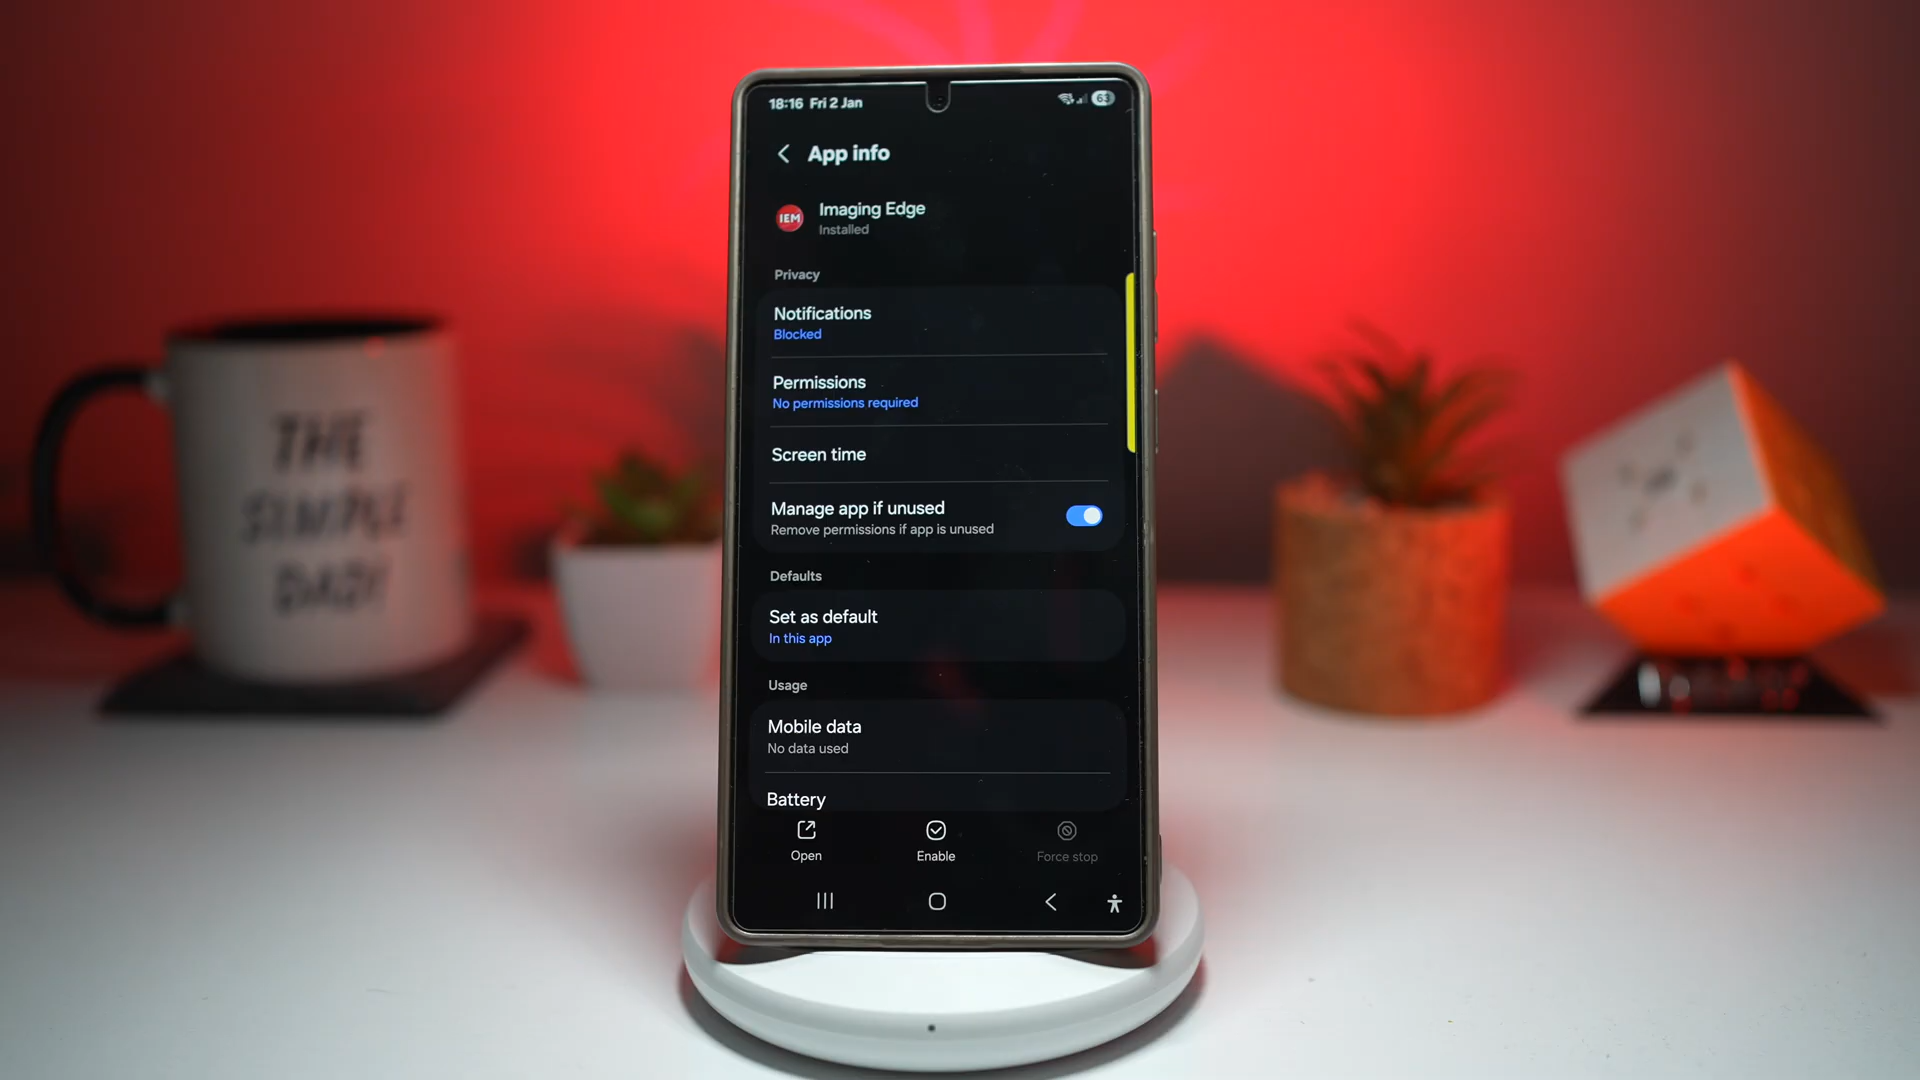 18:16 Fri 2 Jan
63
App info
IEM
Imaging Edge
Installed
Privacy
Notifications
Blocked
Permissions
No permissions required
Screen time
Manage app if unused
Remove permissions if app is unused
Defaults
Set as default
In this app
Usage
Mobile data
No data used
Battery
Open
Enable
Force stop
THE
SIMPLE
DAD!